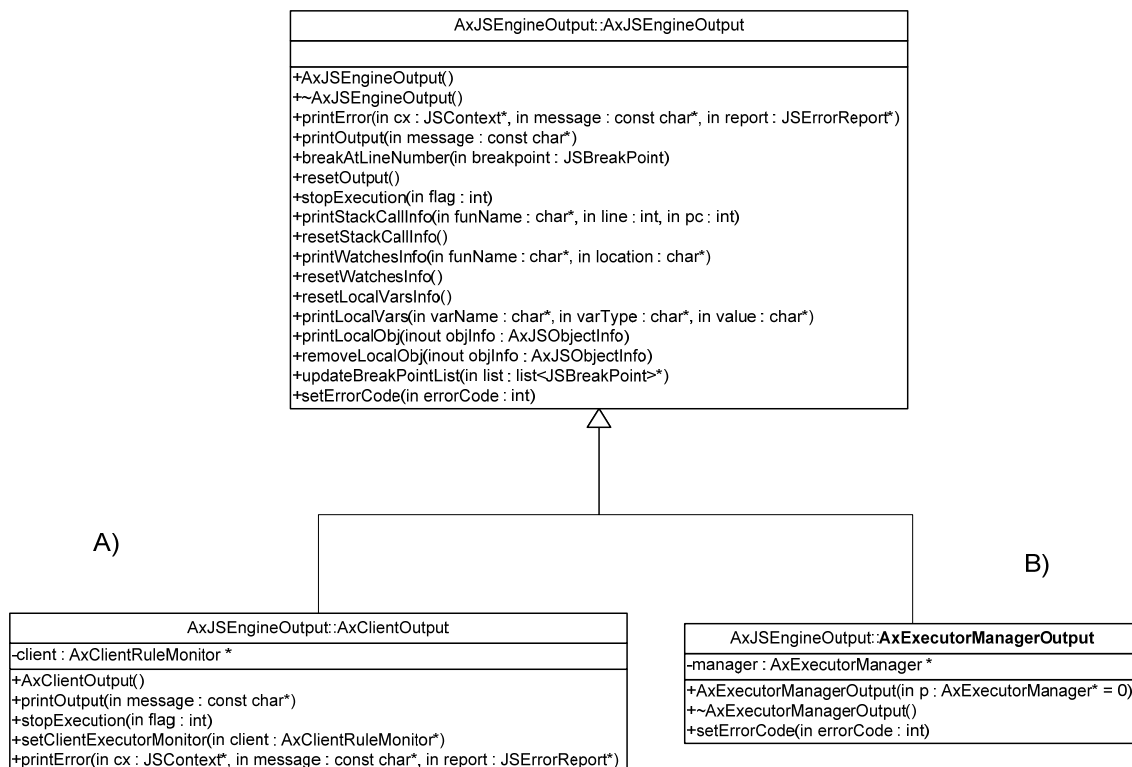 AxJSEngineOutput::AxJSEngineOutput
+AxJSEngineOutput()
+~AxJSEngineOutput()
+printError(in cx : JSContext*, in message : const char*, in report : JSErrorReport*)
+printOutput(in message : const char*)
+breakAtLineNumber(in breakpoint : JSBreakPoint)
+resetOutput()
+stopExecution(in flag : int)
+printStackCallInfo(in funName : char*, in line : int, in pc : int)
+resetStackCallInfo()
+printWatchesInfo(in funName : char*, in location : char*)
+resetWatchesInfo()
+resetLocalVarsInfo()
+printLocalVars(in varName : char*, in varType : char*, in value : char*)
+printLocalObj(inout objInfo : AxJSObjectInfo)
+removeLocalObj(inout objInfo : AxJSObjectInfo)
+updateBreakPointList(in list : list<JSBreakPoint>*)
+setErrorCode(in errorCode : int)
A)
AxJSEngineOutput::AxClientOutput
-client : AxClientRuleMonitor *
+AxClientOutput()
+printOutput(in message : const char*)
+stopExecution(in flag : int)
+setClientExecutorMonitor(in client : AxClientRuleMonitor*)
+printError(in cx : JSContext*, in message : const char*, in report : JSErrorReport*)
B)
AxJSEngineOutput::AxExecutorManagerOutput
-manager : AxExecutorManager *
+AxExecutorManagerOutput(in p : AxExecutorManager* = 0)
+~AxExecutorManagerOutput()
+setErrorCode(in errorCode : int)